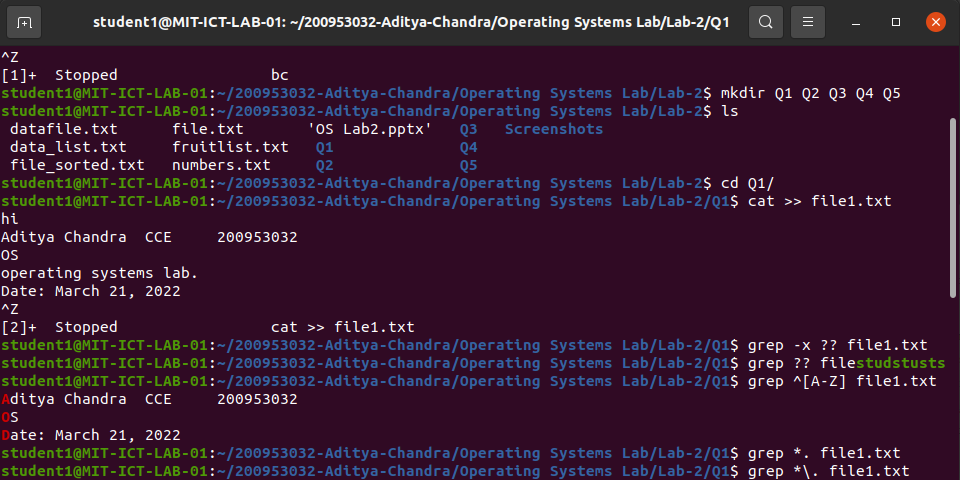 student1@MIT-ICT-LAB-01: ~/200953032-Aditya-Chandra/Operating Systems Lab/Lab-2/Q1
^Z
[1]+  Stopped                 bc
student1@MIT-ICT-LAB-01:~/200953032-Aditya-Chandra/Operating Systems Lab/Lab-2$ mkdir Q1 Q2 Q3 Q4 Q5
student1@MIT-ICT-LAB-01:~/200953032-Aditya-Chandra/Operating Systems Lab/Lab-2$ ls
 datafile.txt      file.txt       'OS Lab2.pptx'   Q3   Screenshots
 data_list.txt     fruitlist.txt   Q1              Q4
 file_sorted.txt   numbers.txt     Q2              Q5
student1@MIT-ICT-LAB-01:~/200953032-Aditya-Chandra/Operating Systems Lab/Lab-2$ cd Q1/
student1@MIT-ICT-LAB-01:~/200953032-Aditya-Chandra/Operating Systems Lab/Lab-2/Q1$ cat >> file1.txt
hi
Aditya Chandra  CCE     200953032
OS
operating systems lab.
Date: March 21, 2022
^Z
[2]+  Stopped                 cat >> file1.txt
student1@MIT-ICT-LAB-01:~/200953032-Aditya-Chandra/Operating Systems Lab/Lab-2/Q1$ grep -x ?? file1.txt
student1@MIT-ICT-LAB-01:~/200953032-Aditya-Chandra/Operating Systems Lab/Lab-2/Q1$ grep ?? filestudstusts
student1@MIT-ICT-LAB-01:~/200953032-Aditya-Chandra/Operating Systems Lab/Lab-2/Q1$ grep ^[A-Z] file1.txt
Aditya Chandra  CCE     200953032
OS
Date: March 21, 2022
student1@MIT-ICT-LAB-01:~/200953032-Aditya-Chandra/Operating Systems Lab/Lab-2/Q1$ grep *. file1.txt
student1@MIT-ICT-LAB-01:~/200953032-Aditya-Chandra/Operating Systems Lab/Lab-2/Q1$ grep *\. file1.txt